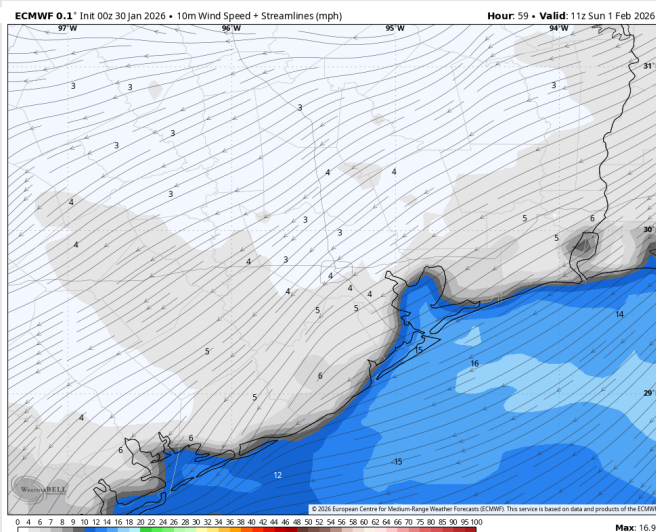 ECMWF 0.1° Init 00z 30 Jan 2026 • 10m Wind Speed + Streamlines (mph) Hour: 59 • Valid: 11z Sun 1 Feb 2026
97°W 96°W 95°W 94°W
31°
3 3 3
3
3 3
4 4
3
4 5 6
3 30°
4 3 5
4 3
4
4 4 4
5 5
14
5 15
16
6
29°
5
4
6
6
15
12
WEATHERBELL
© 2026 European Centre for Medium-Range Weather Forecasts (ECMWF). This service is based on data and products of the ECMWF
0 4 5 6 7 8 9 10 12 14 16 18 20 22 24 26 28 30 32 34 36 38 40 42 44 46 48 50 52 54 56 58 60 62 64 66 70 75 80 85 90 95 100
Max: 16.9